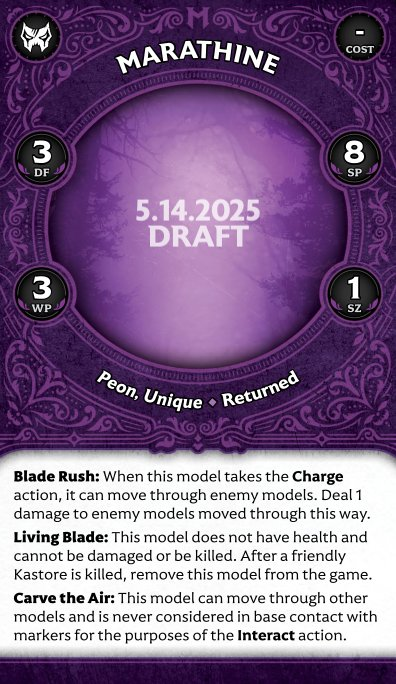 MARATHINE
-
COST
3
DF
8
SP
5.14.2025
DRAFT
3
WP
1
SZ
Peon, Unique ◆ Returned
Blade Rush: When this model takes the Charge
action, it can move through enemy models. Deal 1
damage to enemy models moved through this way.
Living Blade: This model does not have health and
cannot be damaged or be killed. After a friendly
Kastore is killed, remove this model from the game.
Carve the Air: This model can move through other
models and is never considered in base contact with
markers for the purposes of the Interact action.